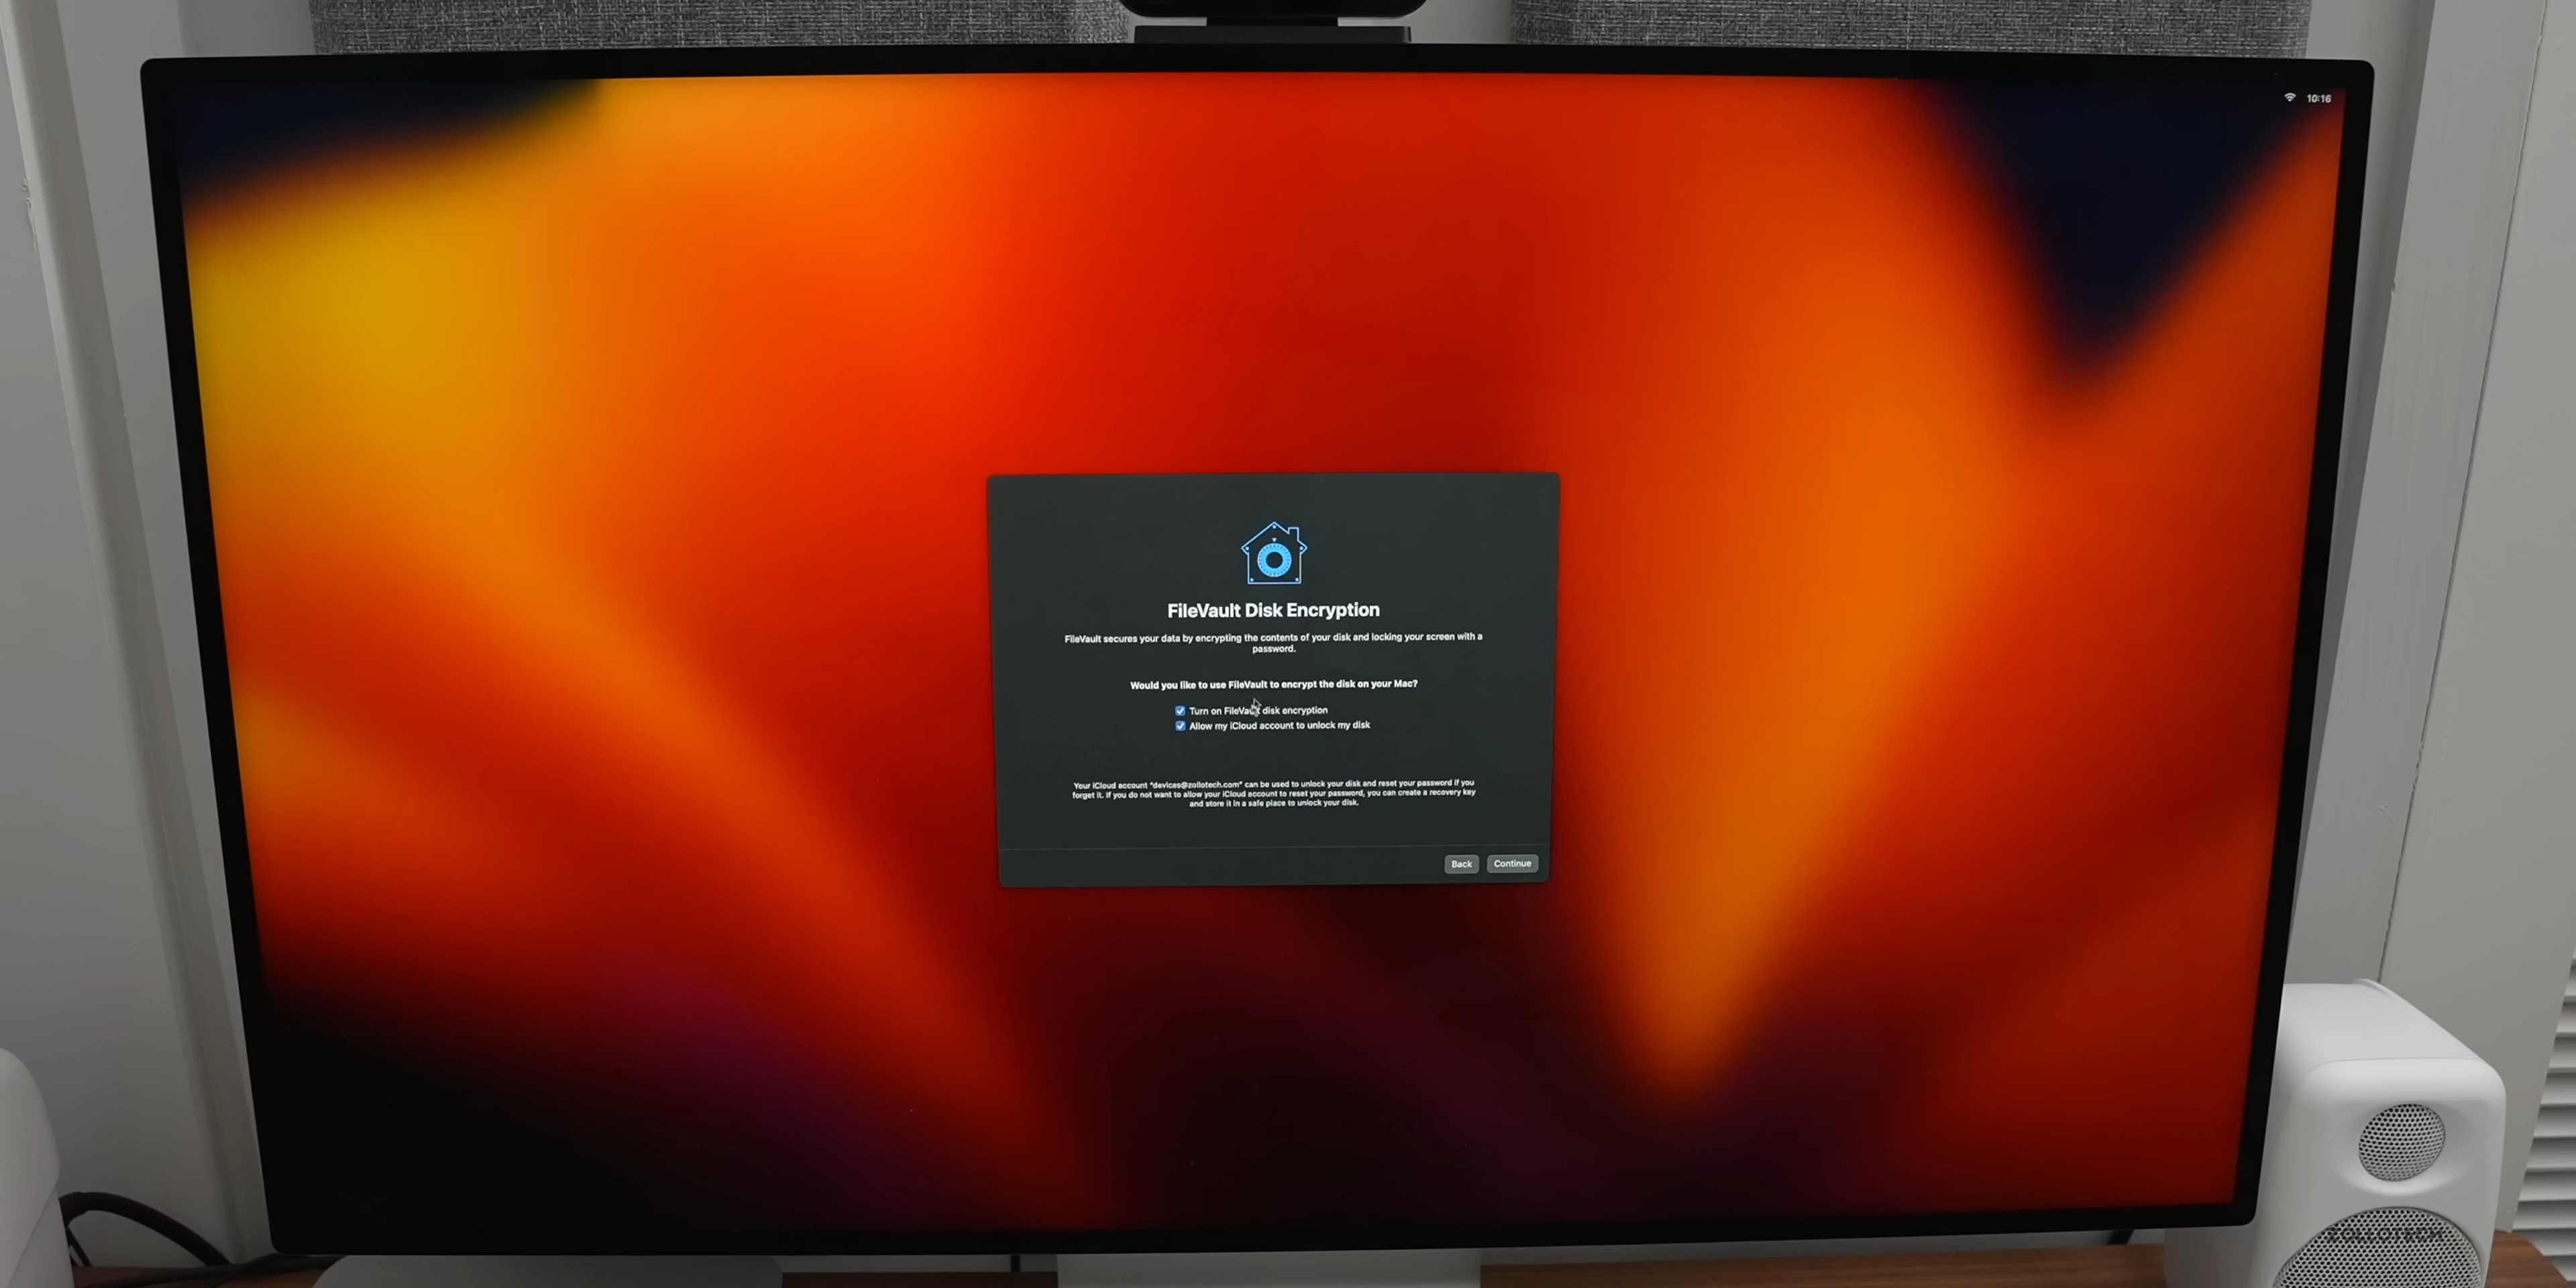 10:16
FileVault Disk Encryption
FileVault secures your data by encrypting the contents of your disk and locking your screen with a
password.
Would you like to use FileVault to encrypt the disk on your Mac?
Turn on FileVault disk encryption
Allow my iCloud account to unlock my disk
Your iCloud account "devices@zollotech.com" can be used to unlock your disk and reset your password if you
forget it. If you do not want to allow your iCloud account to reset your password, you can create a recovery key
and store it in a safe place to unlock your disk.
Back Continue
ZOLLOTECH